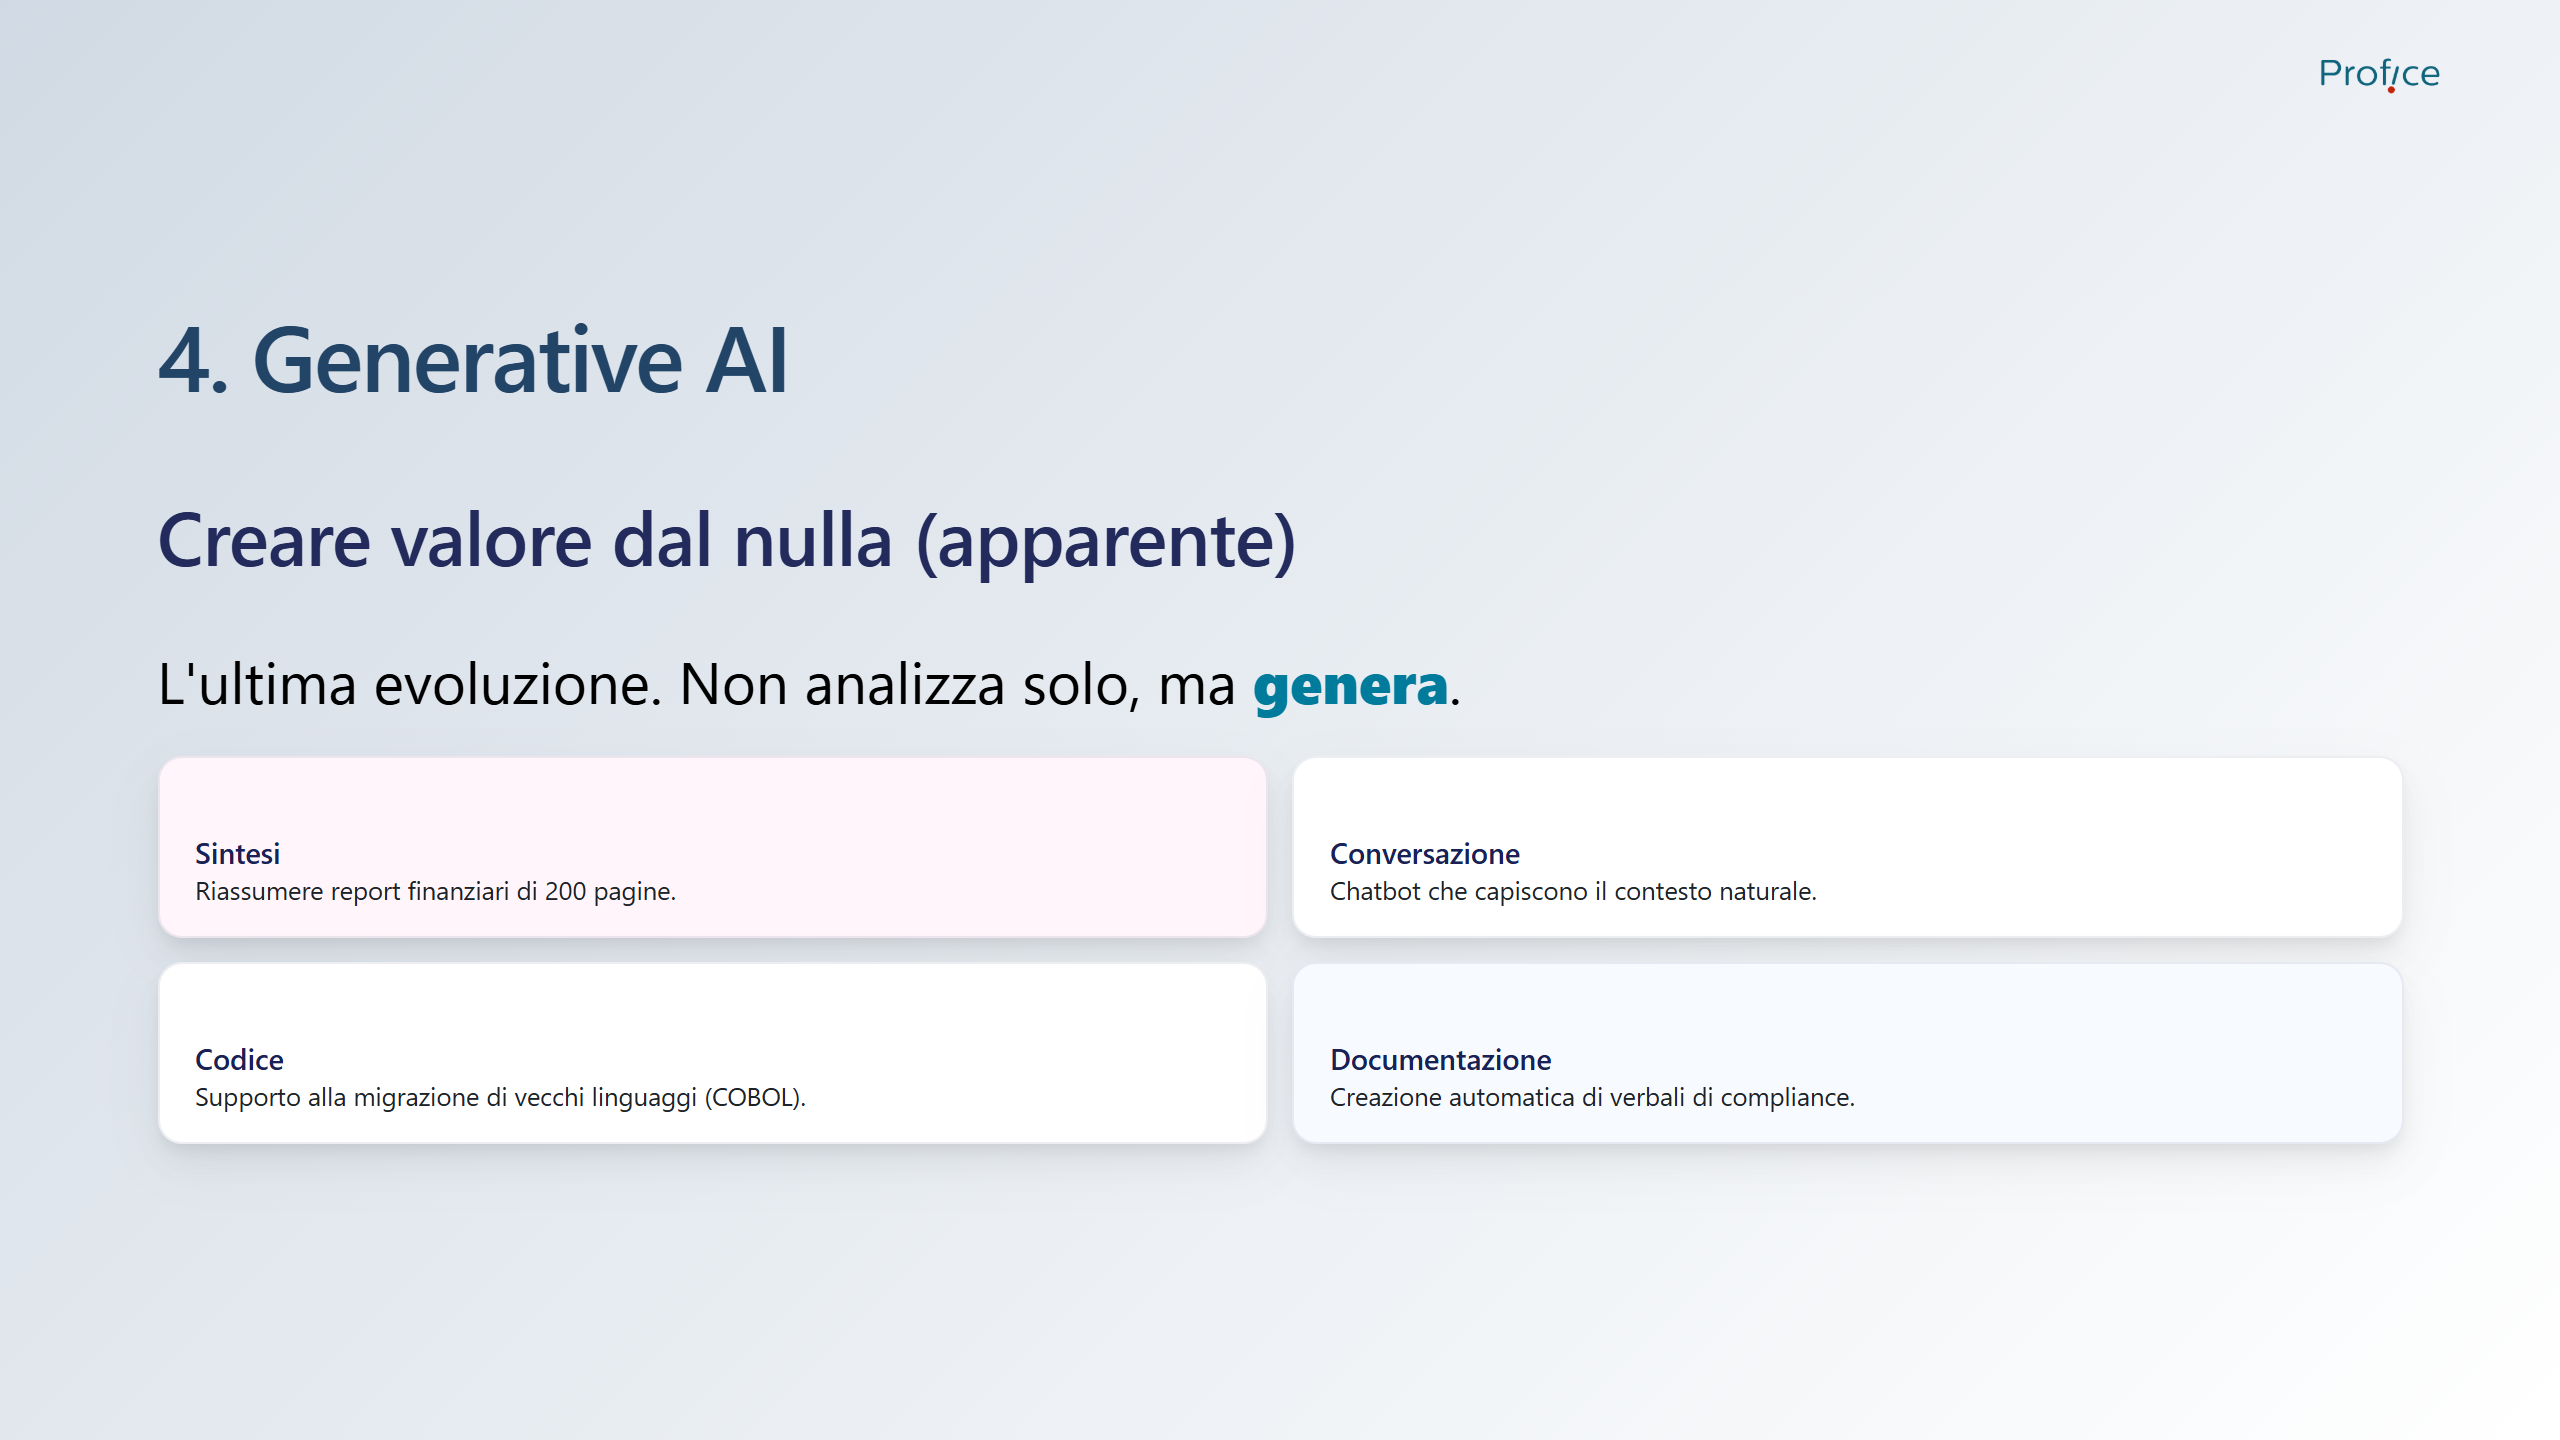 Profice
4. Generative AI
Creare valore dal nulla (apparente)
L'ultima evoluzione. Non analizza solo, ma genera.
Sintesi
Riassumere report finanziari di 200 pagine.
Conversazione
Chatbot che capiscono il contesto naturale.
Codice
Supporto alla migrazione di vecchi linguaggi (COBOL).
Documentazione
Creazione automatica di verbali di compliance.